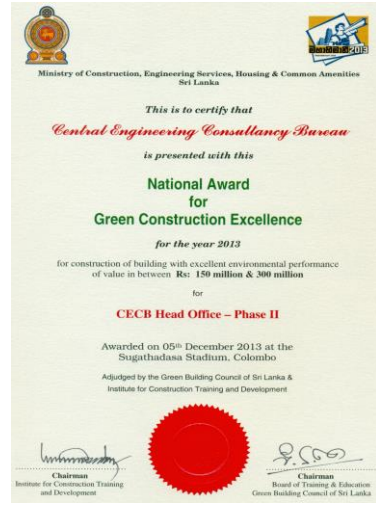 Ministry of Construction, Engineering Services, Housing & Common Amenities
Sri Lanka
This is to certify that
Central Engineering Consultancy Bureau
is presented with this
National Award
for
Green Construction Excellence
for the year 2013
for construction of building with excellent environmental performance
of value in between Rs: 150 million & 300 million
for
CECB Head Office – Phase II
Awarded on 05th December 2013 at the
Sugathadasa Stadium, Colombo
Adjudged by the Green Building Council of Sri Lanka &
Institute for Construction Training and Development
Chairman
Institute for Construction Training
and Development
Chairman
Board of Training & Education
Green Building Council of Sri Lanka